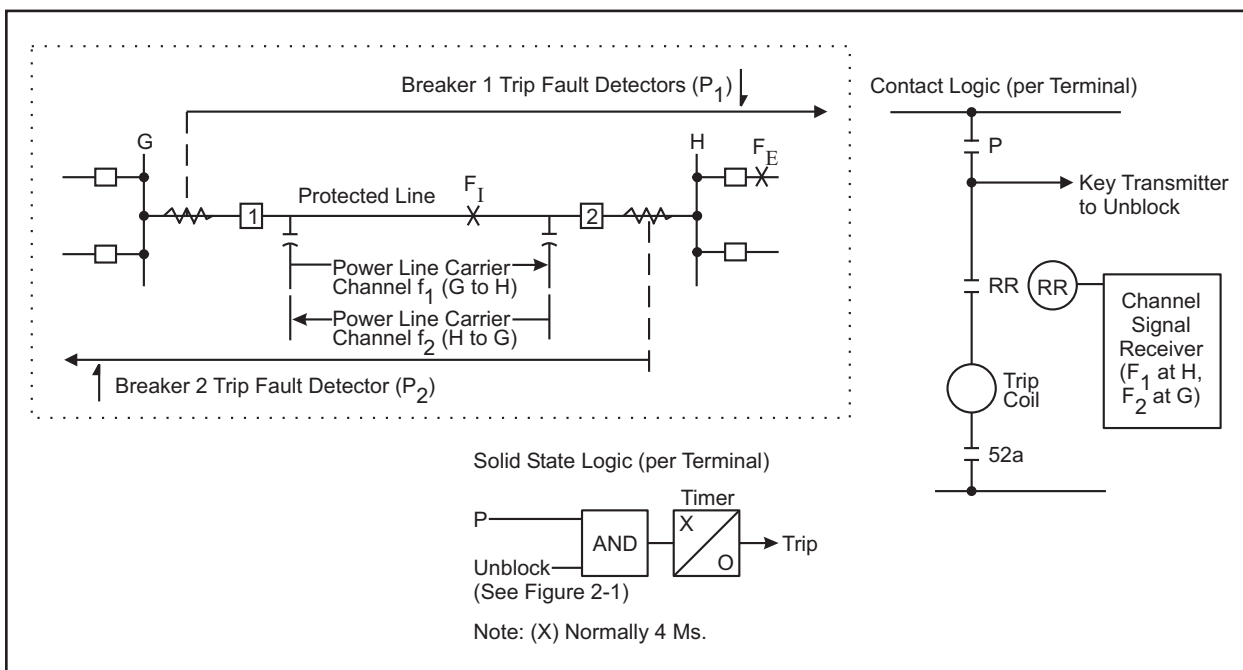 Breaker 1 Trip Fault Detectors (P1)
G
H
FE
Protected Line
FI
1
2
Power Line Carrier
Channel f1 (G to H)
Power Line Carrier
Channel f2 (H to G)
Breaker 2 Trip Fault Detector (P2)
Contact Logic (per Terminal)
P
Key Transmitter
to Unblock
RR
RR
Channel
Signal
Receiver
(F1 at H,
F2 at G)
Trip
Coil
52a
Solid State Logic (per Terminal)
Timer
P
AND
X
O
Trip
Unblock
(See Figure 2-1)
Note: (X) Normally 4 Ms.